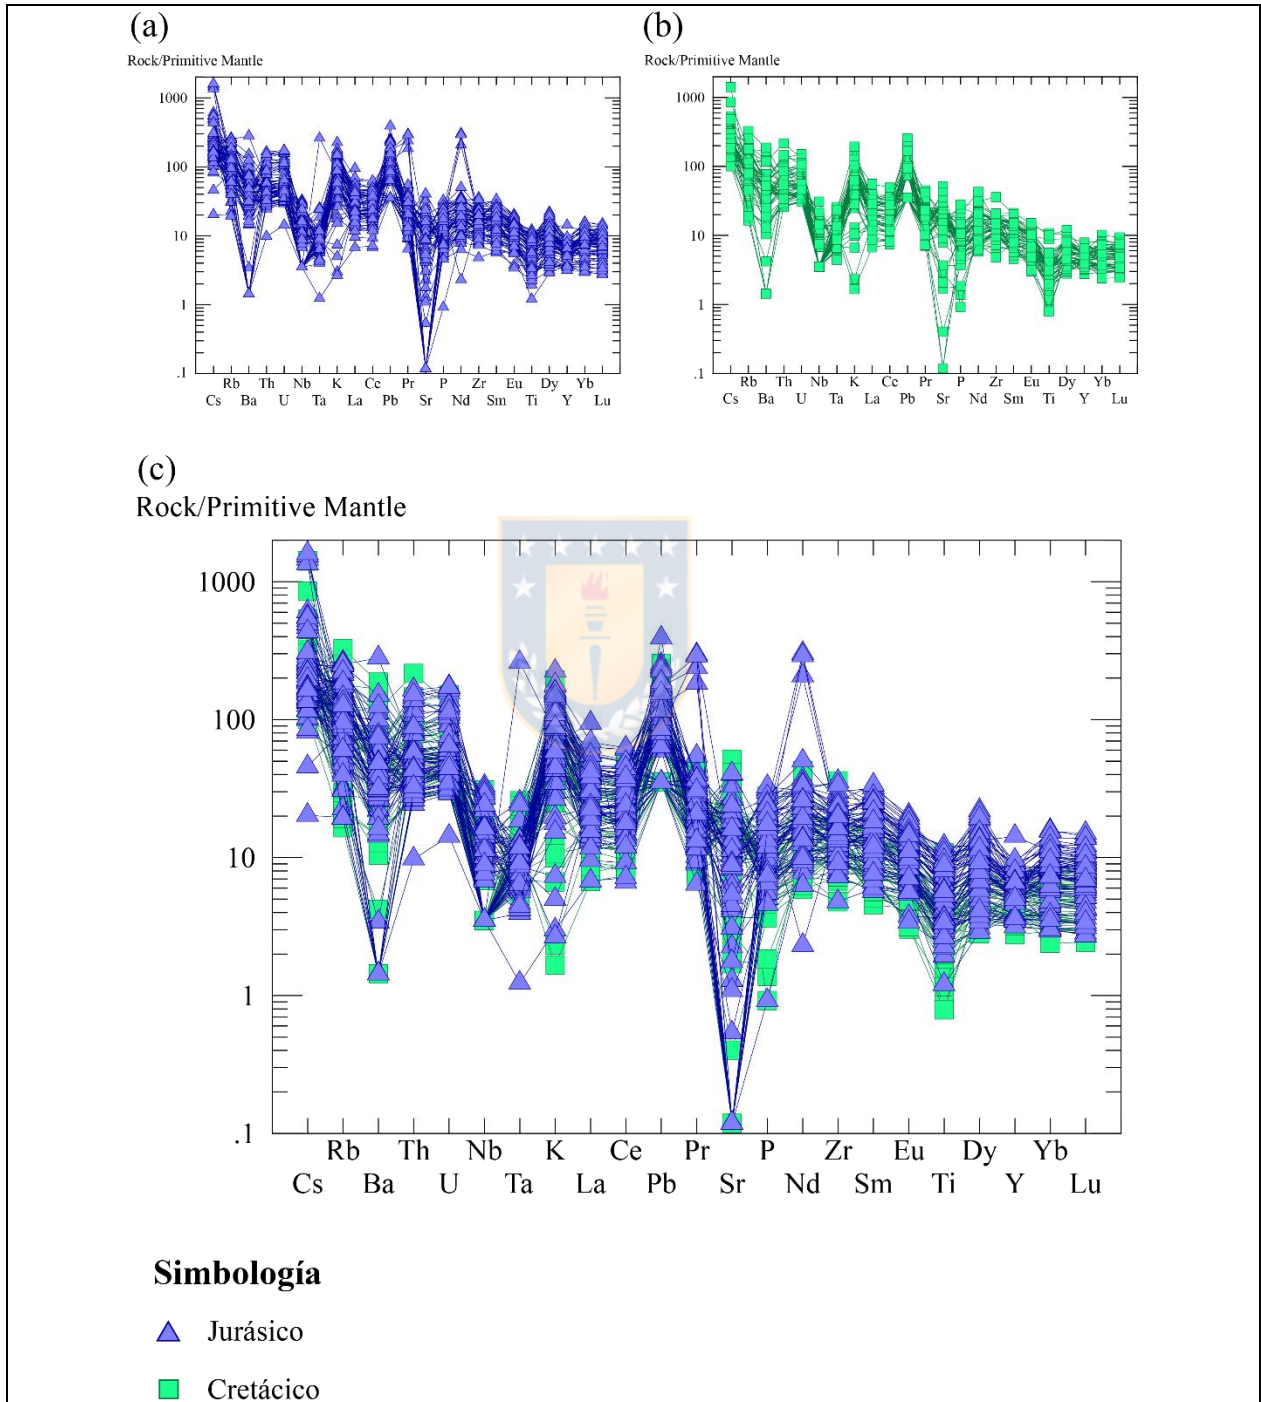 (a)
Rock/Primitive Mantle
1000
100
10
1
.1
Rb Th Nb K Ce Pr P Zr Eu Dy Yb
Cs Ba U Ta La Pb Sr Nd Sm Ti Y Lu
(b)
Rock/Primitive Mantle
1000
100
10
1
.1
Rb Th Nb K Ce Pr P Zr Eu Dy Yb
Cs Ba U Ta La Pb Sr Nd Sm Ti Y Lu
(c)
Rock/Primitive Mantle
1000
100
10
1
.1
Rb Th Nb K Ce Pr P Zr Eu Dy Yb
Cs Ba U Ta La Pb Sr Nd Sm Ti Y Lu
Simbología
Jurásico
Cretácico